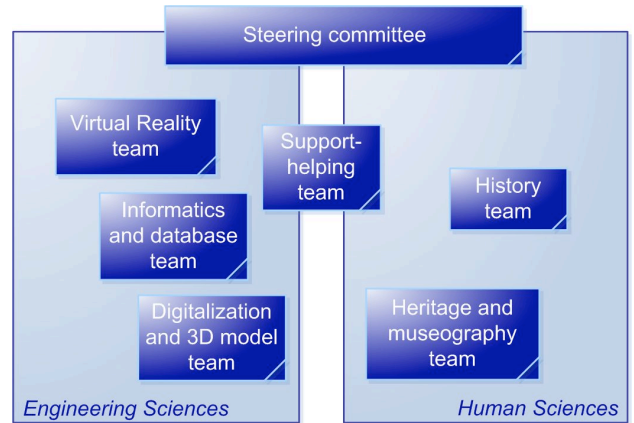 Steering committee
Virtual Reality
team
Support-
helping
team
History
team
Informatics
and database
team
Digitalization
and 3D model
team
Heritage and
museography
team
Engineering Sciences
Human Sciences